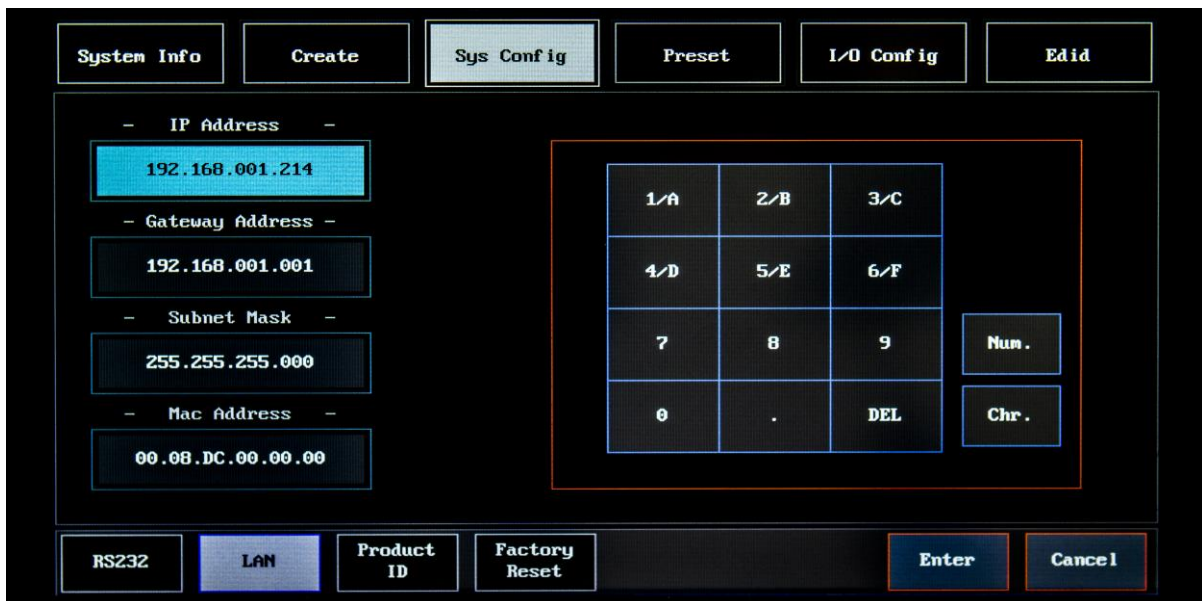 System Info Create Sys Config Preset I/O Config Edid
- IP Address -
192.168.001.214
- Gateway Address -
192.168.001.001
- Subnet Mask -
255.255.255.000
- Mac Address -
00.08.DC.00.00.00
1/A 2/B 3/C
4/D 5/E 6/F
7 8 9 Num.
0 . DEL Chr.
RS232 LAN Product ID Factory Reset Enter Cancel